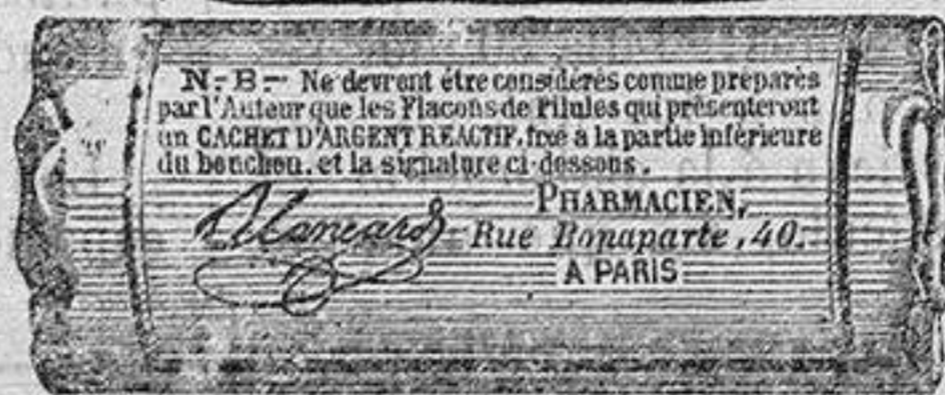 N.-B.- Ne devront être considérés comme préparés
par l'Auteur que les Flacons de Pilules qui présenteront
un CACHET D'ARGENT REACTIF, fixé à la partie inférieure
du bouchon, et la signature ci-dessous.
Blancard
PHARMACIEN,
Rue Bonaparte, 40.
A PARIS